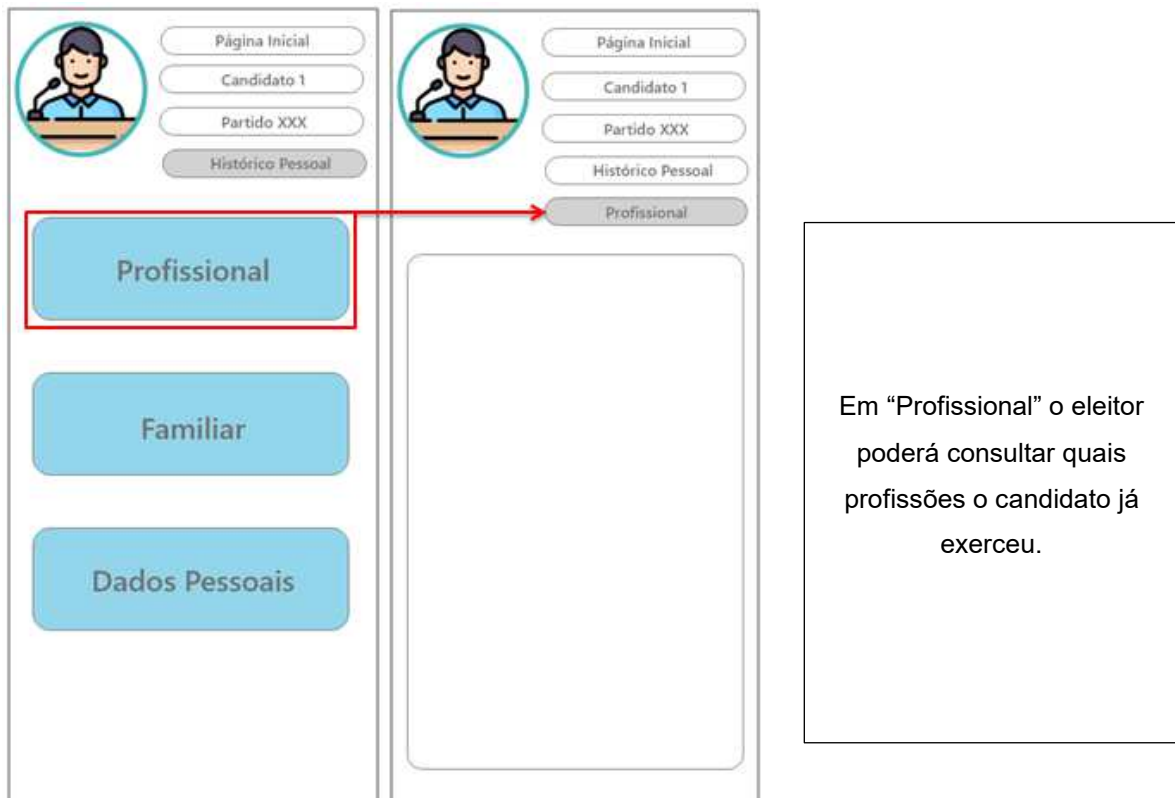 Página Inicial
Candidato 1
Partido XXX
Histórico Pessoal
Profissional
Familiar
Dados Pessoais
Página Inicial
Candidato 1
Partido XXX
Histórico Pessoal
Profissional
Em “Profissional” o eleitor
poderá consultar quais
profissões o candidato já
exerceu.